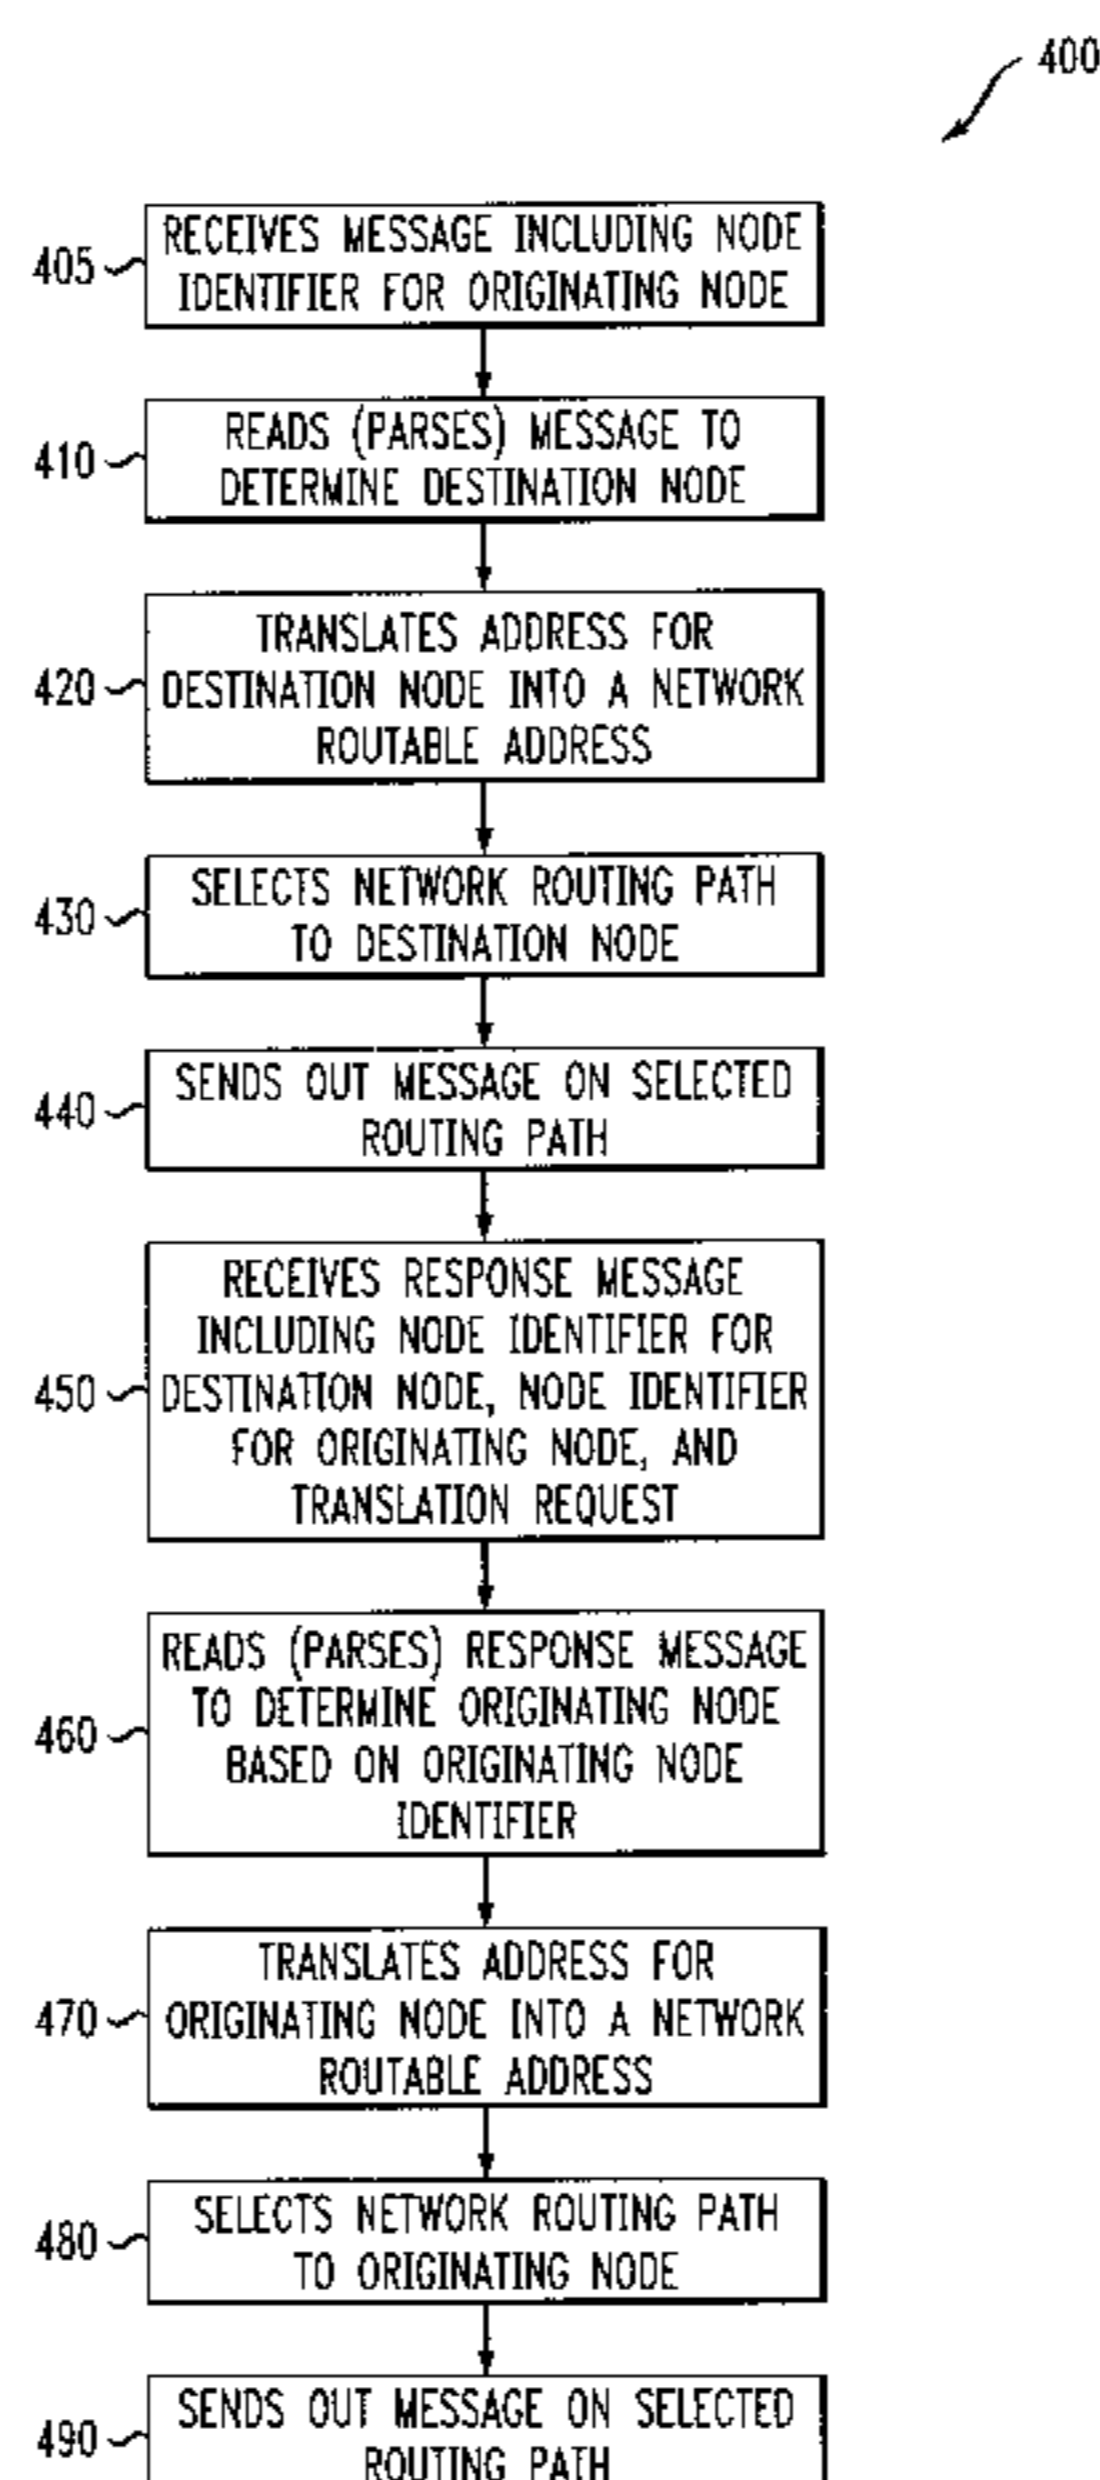 400
RECEIVES MESSAGE INCLUDING NODE
IDENTIFIER FOR ORIGINATING NODE
405
READS (PARSES) MESSAGE TO
DETERMINE DESTINATION NODE
410
TRANSLATES ADDRESS FOR
DESTINATION NODE INTO A NETWORK
ROUTABLE ADDRESS
420
SELECTS NETWORK ROUTING PATH
TO DESTINATION NODE
430
SENDS OUT MESSAGE ON SELECTED
ROUTING PATH
440
RECEIVES RESPONSE MESSAGE
INCLUDING NODE IDENTIFIER FOR
DESTINATION NODE, NODE IDENTIFIER
FOR ORIGINATING NODE, AND
TRANSLATION REQUEST
450
READS (PARSES) RESPONSE MESSAGE
TO DETERMINE ORIGINATING NODE
BASED ON ORIGINATING NODE
IDENTIFIER
460
TRANSLATES ADDRESS FOR
ORIGINATING NODE INTO A NETWORK
ROUTABLE ADDRESS
470
SELECTS NETWORK ROUTING PATH
TO ORIGINATING NODE
480
SENDS OUT MESSAGE ON SELECTED
ROUTING PATH
490